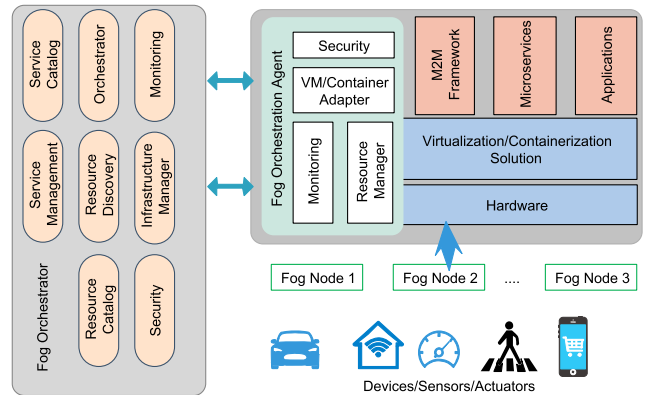 Service
Catalog
Orchestrator
Monitoring
Service
Management
Resource
Discovery
Infrastructure
Manager
Fog Orchestrator
Resource
Catalog
Security
Fog Orchestration Agent
Security
VM/Container
Adapter
Monitoring
Resource
Manager
M2M
Framework
Microservices
Applications
Virtualization/Containerization
Solution
Hardware
Fog Node 1
Fog Node 2
....
Fog Node 3
Devices/Sensors/Actuators